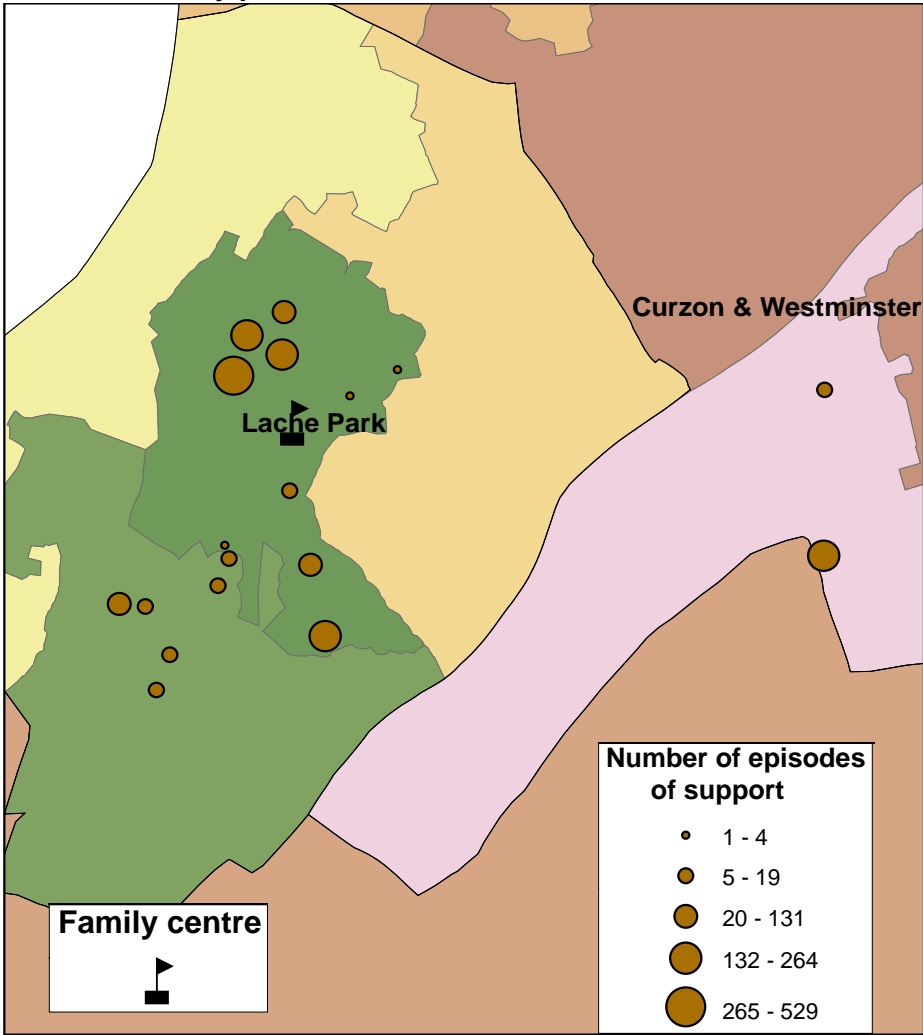 Curzon & Westminster
Lache Park
Number of episodes
of support
1 - 4
5 - 19
20 - 131
132 - 264
265 - 529
Family centre